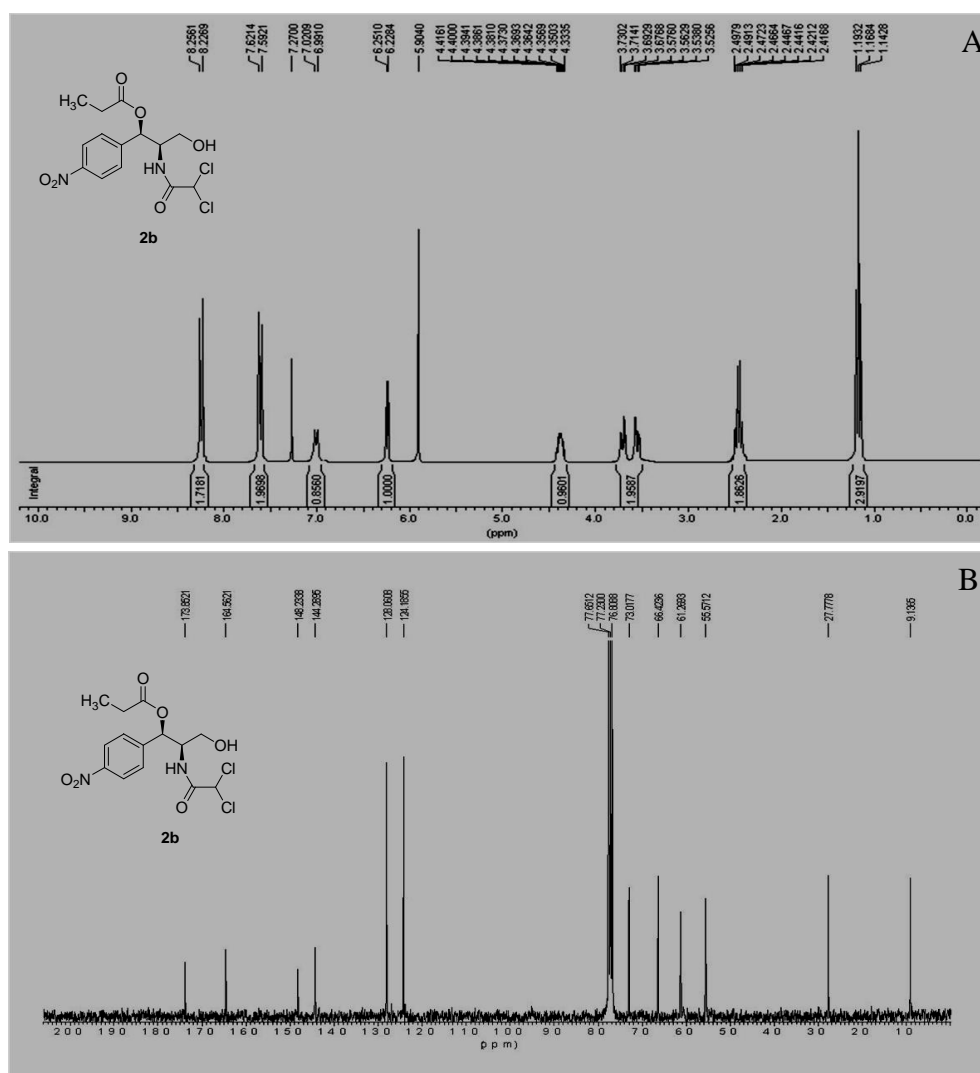 A
8.2561
8.2269
7.6214
7.5921
7.2700
7.0209
6.9910
6.2510
6.2284
5.9040
4.4161
4.4000
4.3941
4.3861
4.3810
4.3730
4.3693
4.3642
4.3569
4.3503
4.3335
3.7302
3.7141
3.6929
3.6768
3.5760
3.5629
3.5380
3.5256
2.4979
2.4913
2.4723
2.4664
2.4467
2.4416
2.4212
2.4168
1.1932
1.1684
1.1428
O
H₃C
O
OH
HN
Cl
O₂N
O
Cl
2b
Integral
1.7181
1.9698
0.8560
1.0000
0.9601
1.9587
1.8626
2.9197
10.0 9.0 8.0 7.0 6.0 5.0 4.0 3.0 2.0 1.0 0.0
(ppm)
B
173.8521
164.5621
148.2339
144.2895
128.0608
124.1855
77.6512
77.2300
76.8088
73.0177
66.4236
61.2693
55.5712
27.7778
9.1365
O
H₃C
O
OH
HN
Cl
O₂N
O
Cl
2b
200 190 180 170 160 150 140 130 120 110 100 90 80 70 60 50 40 30 20 10
(ppm)